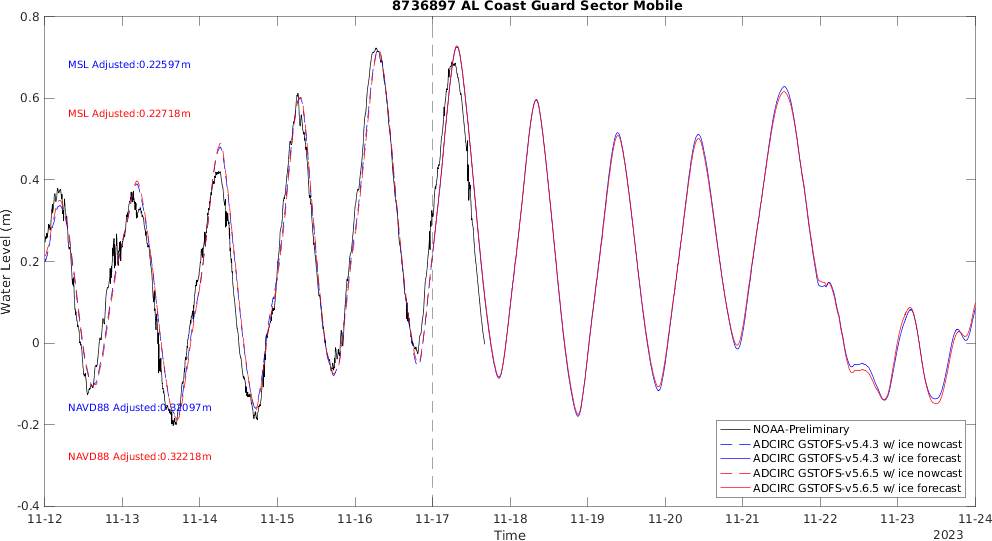 8736897 AL Coast Guard Sector Mobile
0.8
0.6
0.4
0.2
0
-0.2
-0.4
Water Level (m)
MSL Adjusted:0.22597m
MSL Adjusted:0.22718m
NAVD88 Adjusted:0.32097m
NAVD88 Adjusted:0.32218m
NOAA-Preliminary
ADCIRC GSTOFS-v5.4.3 w/ ice nowcast
ADCIRC GSTOFS-v5.4.3 w/ ice forecast
ADCIRC GSTOFS-v5.6.5 w/ ice nowcast
ADCIRC GSTOFS-v5.6.5 w/ ice forecast
11-12 11-13 11-14 11-15 11-16 11-17 11-18 11-19 11-20 11-21 11-22 11-23 11-24
Time
2023